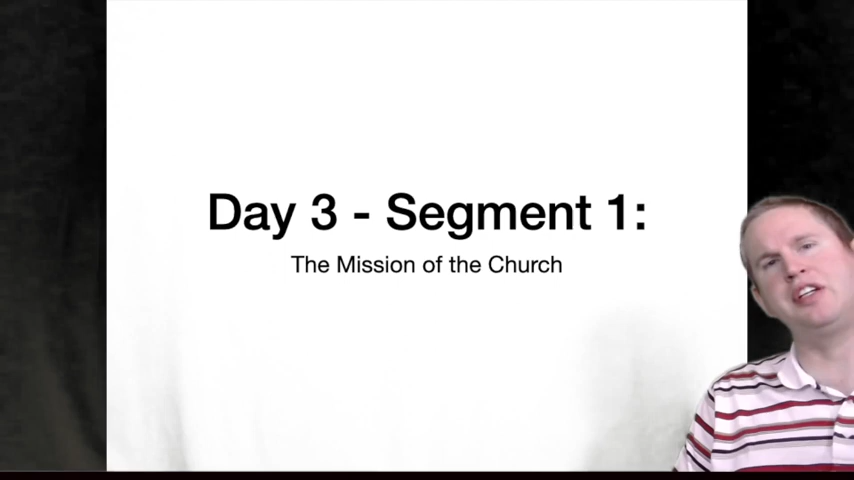 Day 3 - Segment 1:
The Mission of the Church